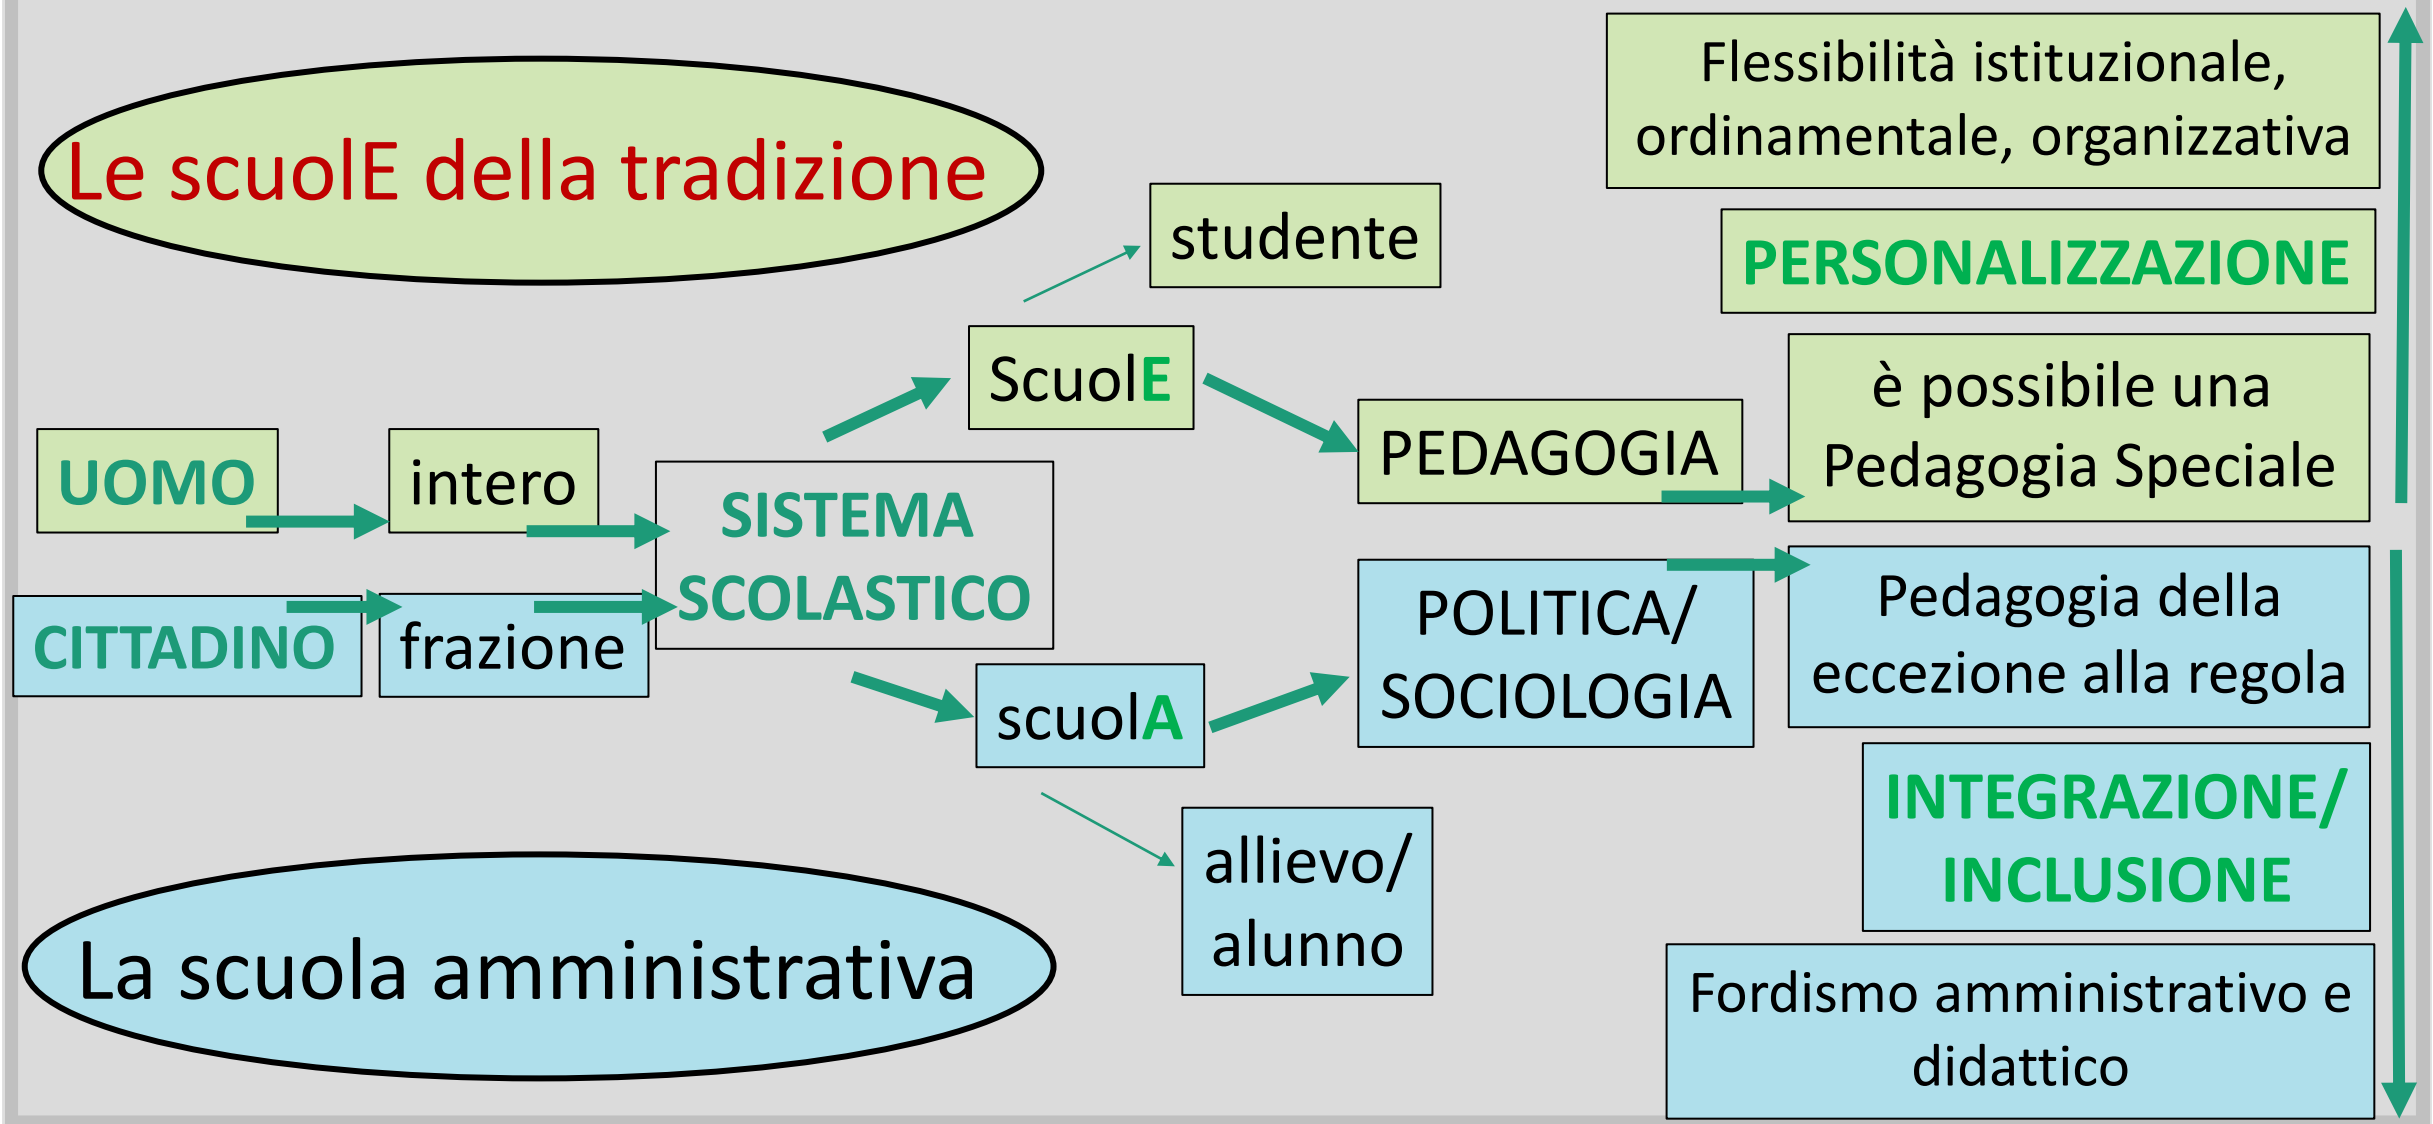 Le scuolE della tradizione
Flessibilità istituzionale,
ordinamentale, organizzativa
studente
PERSONALIZZAZIONE
ScuolE
è possibile una
Pedagogia Speciale
PEDAGOGIA
UOMO
intero
SISTEMA
SCOLASTICO
CITTADINO
frazione
POLITICA/
SOCIOLOGIA
Pedagogia della
eccezione alla regola
scuolA
INTEGRAZIONE/
INCLUSIONE
allievo/
alunno
La scuola amministrativa
Fordismo amministrativo e
didattico